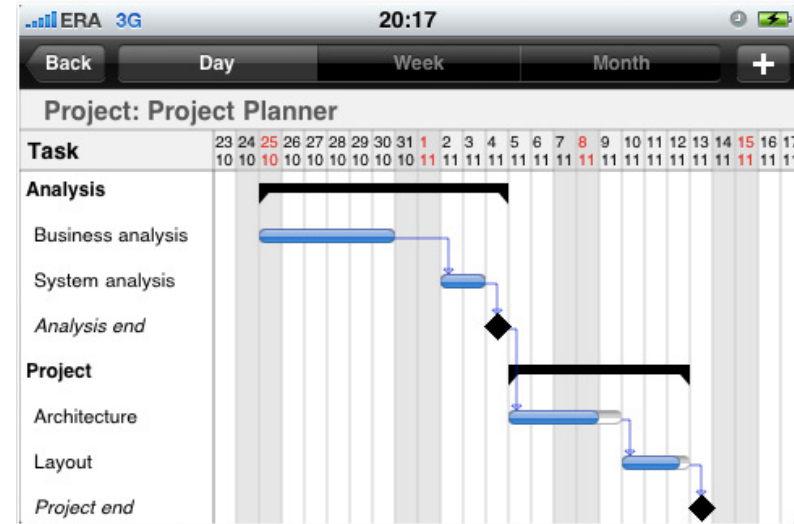 ERA 3G 20:17
Back Day Week Month +
Project: Project Planner
Task 23 24 25 26 27 28 29 30 31 1 2 3 4 5 6 7 8 9 10 11 12 13 14 15 16 17
10 10 10 10 10 10 10 10 10 11 11 11 11 11 11 11 11 11 11 11 11 11 11 11 11 11
Analysis
Business analysis
System analysis
Analysis end
Project
Architecture
Layout
Project end